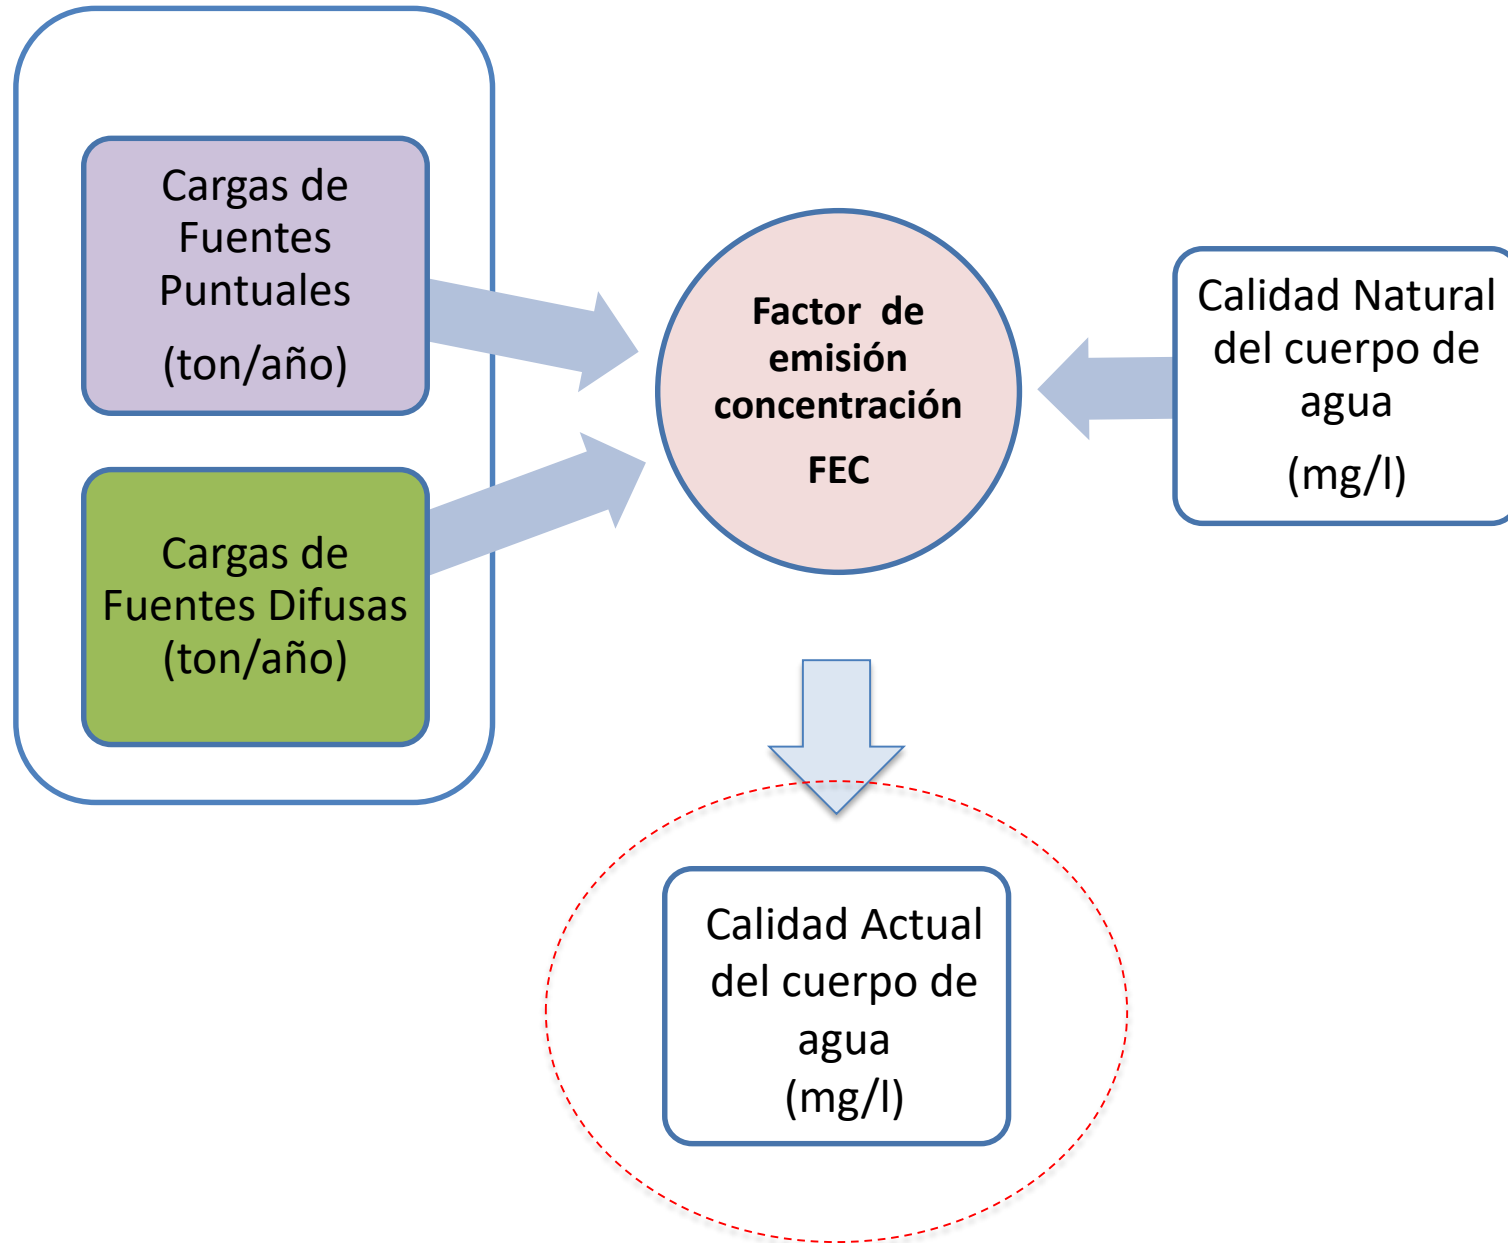 Cargas de
Fuentes
Puntuales
(ton/año)
Cargas de
Fuentes Difusas
(ton/año)
Factor de
emisión
concentración
FEC
Calidad Natural
del cuerpo de
agua
(mg/l)
Calidad Actual
del cuerpo de
agua
(mg/l)